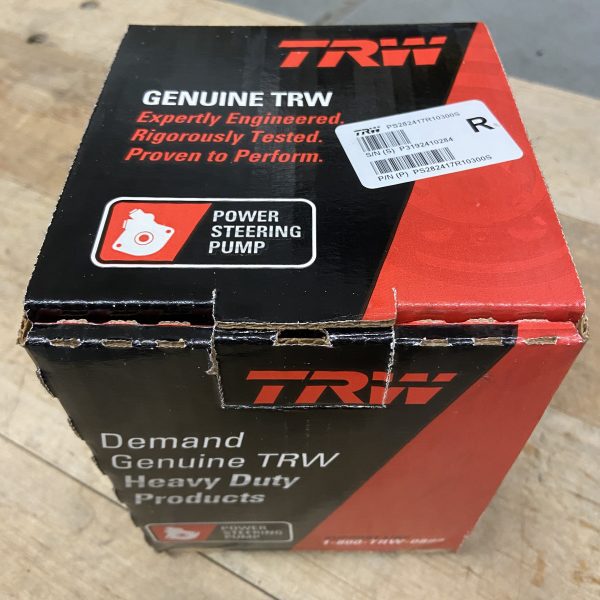 TRW
GENUINE TRW
Expertly Engineered.
Rigorously Tested.
Proven to Perform.
TRW PS282417R10300S
R
S/N (S) P3192410284
P/N (P) PS282417R10300S
POWER
STEERING
PUMP
TRW
Demand
Genuine TRW
Heavy Duty
Products
POWER
STEERING
PUMP